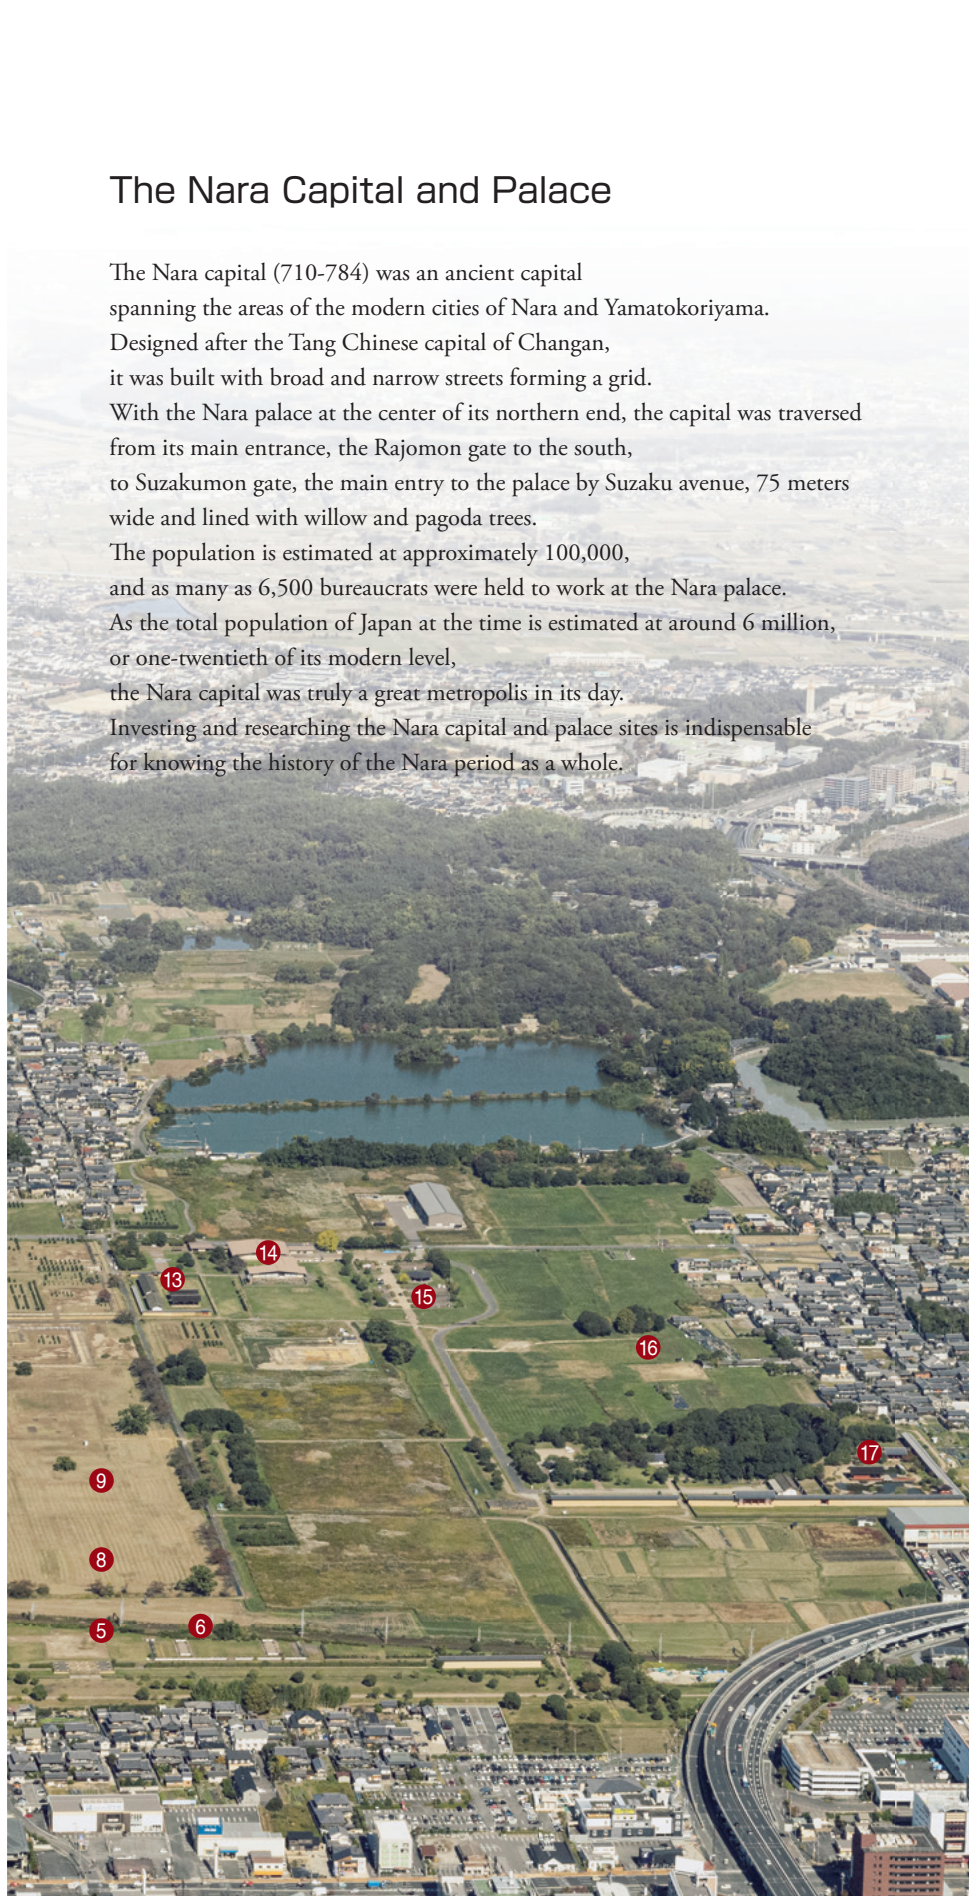 The Nara Capital and Palace
The Nara capital (710-784) was an ancient capital
spanning the areas of the modern cities of Nara and Yamatokoriyama.
Designed after the Tang Chinese capital of Changan,
it was built with broad and narrow streets forming a grid.
With the Nara palace at the center of its northern end, the capital was traversed
from its main entrance, the Rajomon gate to the south,
to Suzakumon gate, the main entry to the palace by Suzaku avenue, 75 meters
wide and lined with willow and pagoda trees.
The population is estimated at approximately 100,000,
and as many as 6,500 bureaucrats were held to work at the Nara palace.
As the total population of Japan at the time is estimated at around 6 million,
or one-twentieth of its modern level,
the Nara capital was truly a great metropolis in its day.
Investing and researching the Nara capital and palace sites is indispensable
for knowing the history of the Nara period as a whole.
14
13
15
16
17
9
8
5
6